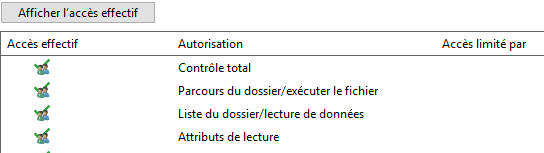 Afficher l'accès effectif
Accès effectif Autorisation Accès limité par
Contrôle total
Parcours du dossier/exécuter le fichier
Liste du dossier/lecture de données
Attributs de lecture